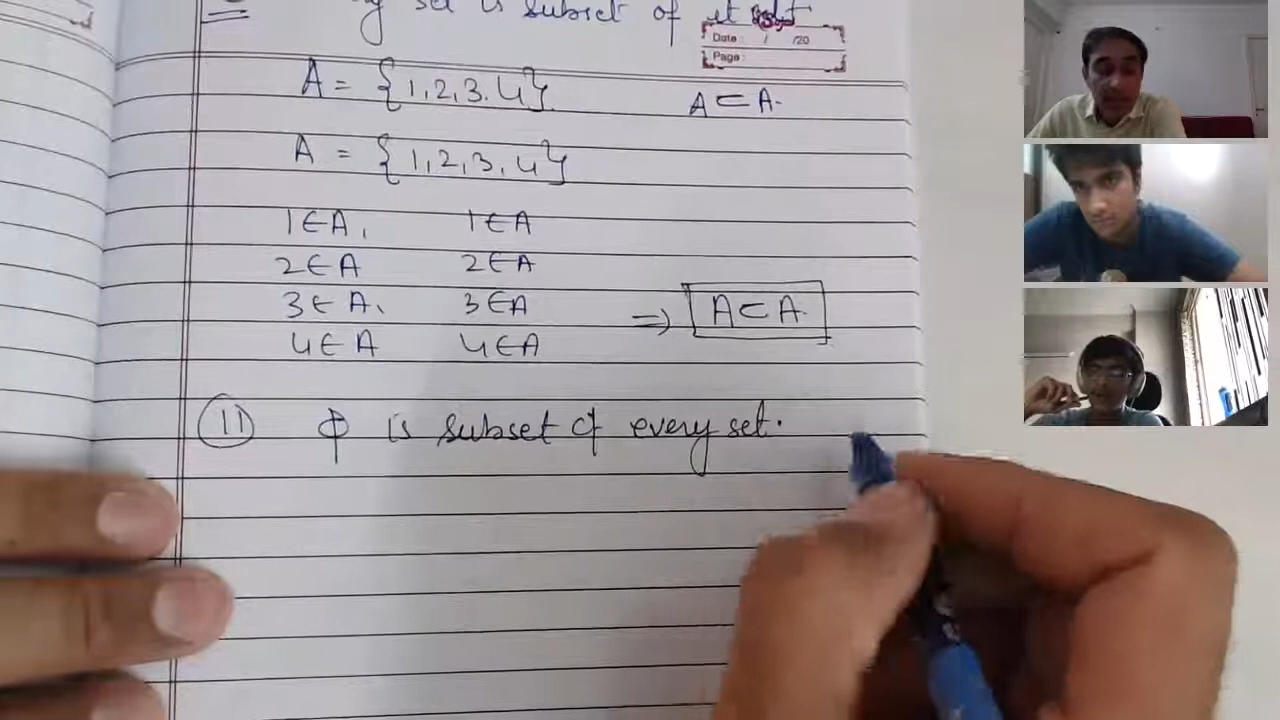 set is subset of itself
Date : / /20
Page :
A = {1,2,3.4}.
A ⊂ A.
A = {1,2,3,4}
1 ∈ A, 1 ∈ A
2 ∈ A 2 ∈ A
3 ∈ A, 3 ∈ A
⇒ A ⊂ A.
4 ∈ A 4 ∈ A
(11) ϕ is subset of every set.